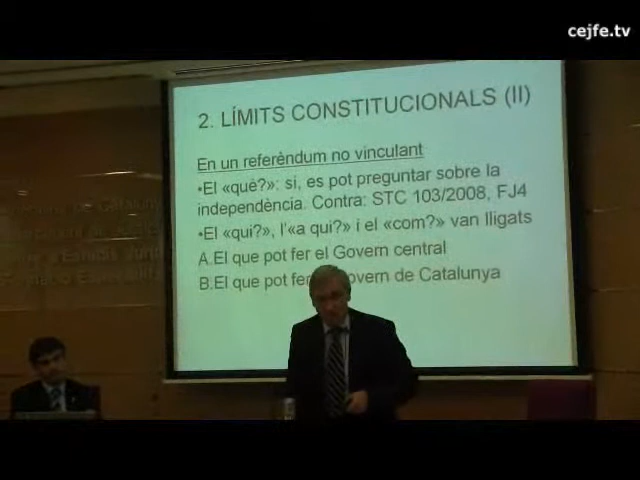 cejfe.tv
2. LÍMITS CONSTITUCIONALS (II)
En un referèndum no vinculant
•El «què?»: sí, es pot preguntar sobre la
independència. Contra: STC 103/2008, FJ4
•El «qui?», l'«a qui?» i el «com?» van lligats
A.El que pot fer el Govern central
B.El que pot fer Govern de Catalunya